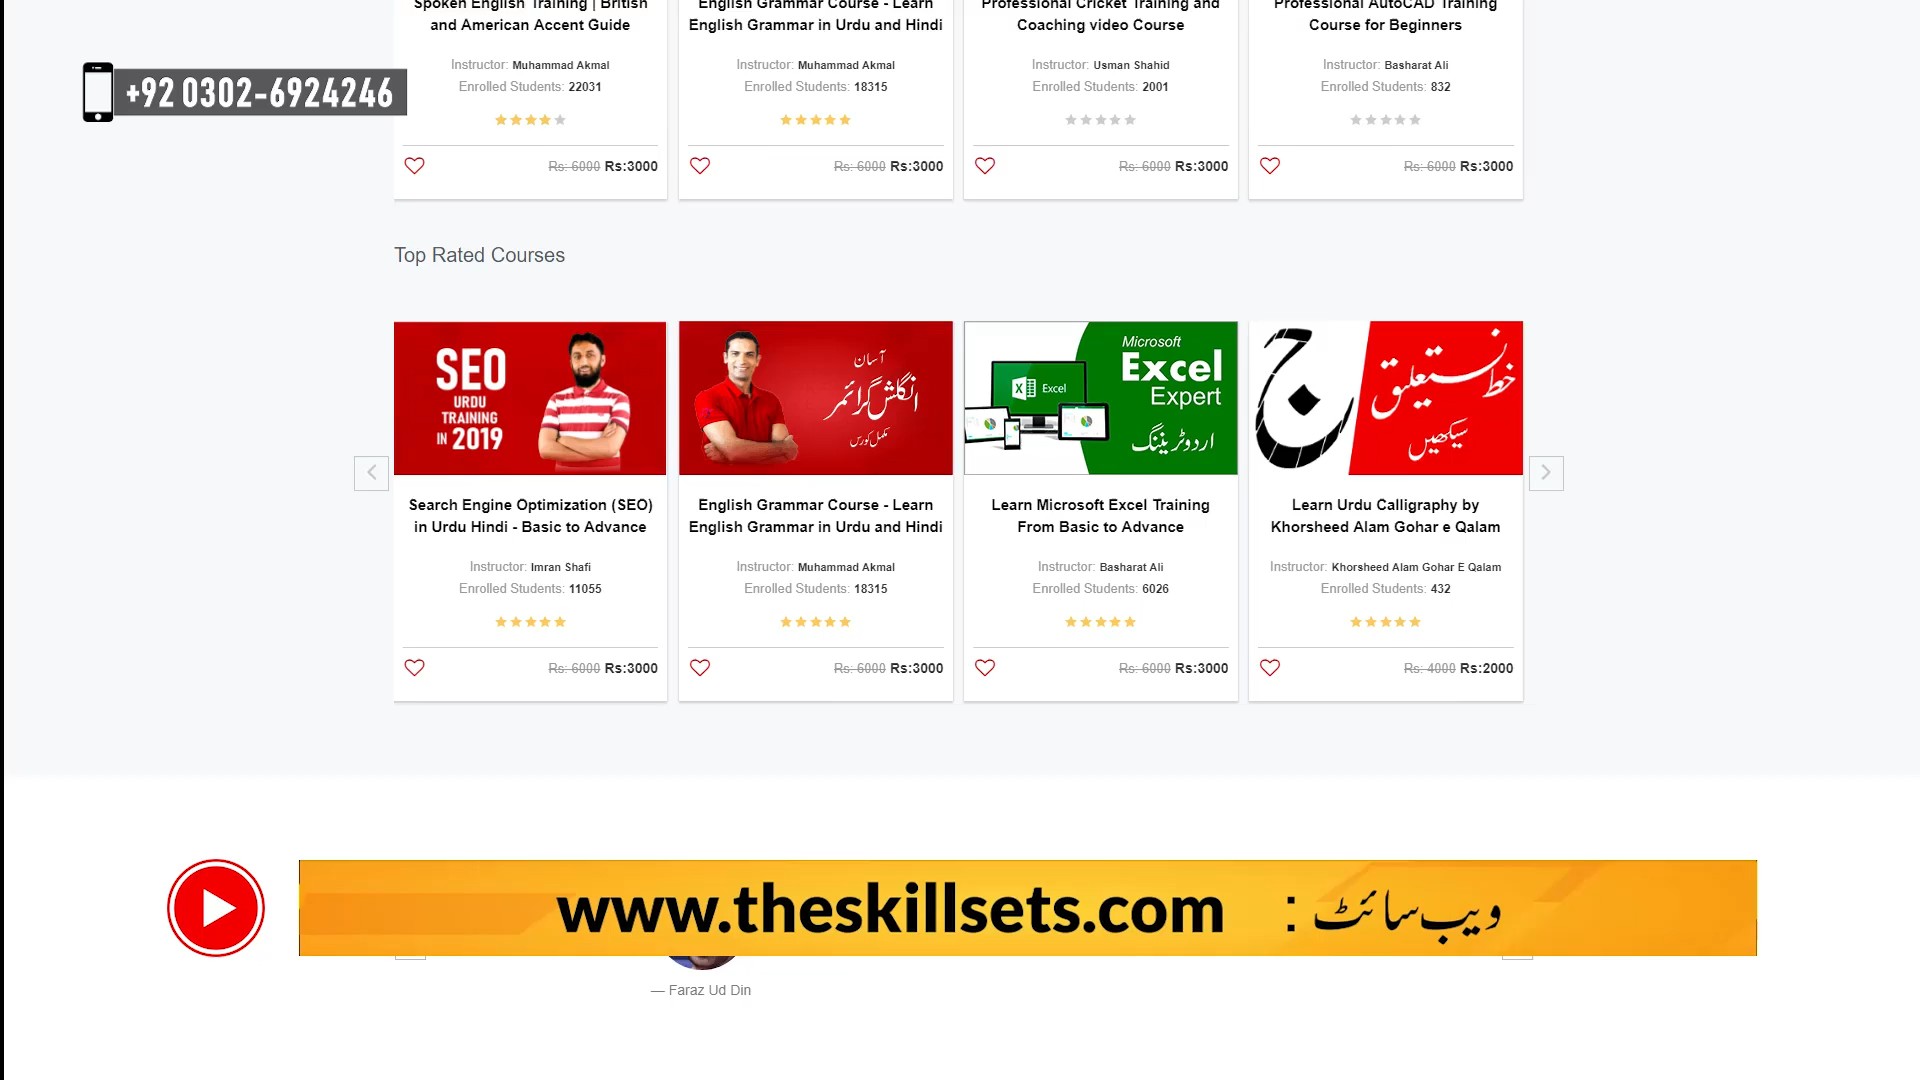 Spoken English Training | British
and American Accent Guide
Instructor: Muhammad Akmal
Enrolled Students: 22031
Rs: 6000 Rs:3000
English Grammar Course - Learn
English Grammar in Urdu and Hindi
Instructor: Muhammad Akmal
Enrolled Students: 18315
Rs: 6000 Rs:3000
Professional Cricket Training and
Coaching video Course
Instructor: Usman Shahid
Enrolled Students: 2001
Rs: 6000 Rs:3000
Professional AutoCAD Training
Course for Beginners
Instructor: Basharat Ali
Enrolled Students: 832
Rs: 6000 Rs:3000
+92 0302-6924246
Top Rated Courses
SEO
URDU
TRAINING
IN 2019
Search Engine Optimization (SEO)
in Urdu Hindi - Basic to Advance
Instructor: Imran Shafi
Enrolled Students: 11055
Rs: 6000 Rs:3000
آسان
انگلش گرائمر
مکمل کورس
English Grammar Course - Learn
English Grammar in Urdu and Hindi
Instructor: Muhammad Akmal
Enrolled Students: 18315
Rs: 6000 Rs:3000
Microsoft
Excel
Expert
Excel
اردو ٹریننگ
Learn Microsoft Excel Training
From Basic to Advance
Instructor: Basharat Ali
Enrolled Students: 6026
Rs: 6000 Rs:3000
ج
خط نستعلیق
سیکھیں
Learn Urdu Calligraphy by
Khorsheed Alam Gohar e Qalam
Instructor: Khorsheed Alam Gohar E Qalam
Enrolled Students: 432
Rs: 4000 Rs:2000
ویب سائٹ : www.theskillsets.com
— Faraz Ud Din